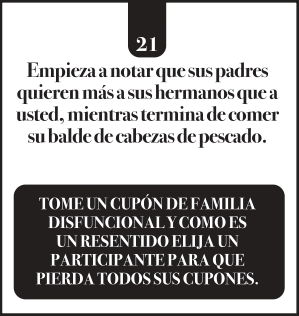 21
Empieza a notar que sus padres
quieren más a sus hermanos que a
usted, mientras termina de comer
su balde de cabezas de pescado.
TOME UN CUPÓN DE FAMILIA
DISFUNCIONAL Y COMO ES
UN RESENTIDO ELIJA UN
PARTICIPANTE PARA QUE
PIERDA TODOS SUS CUPONES.